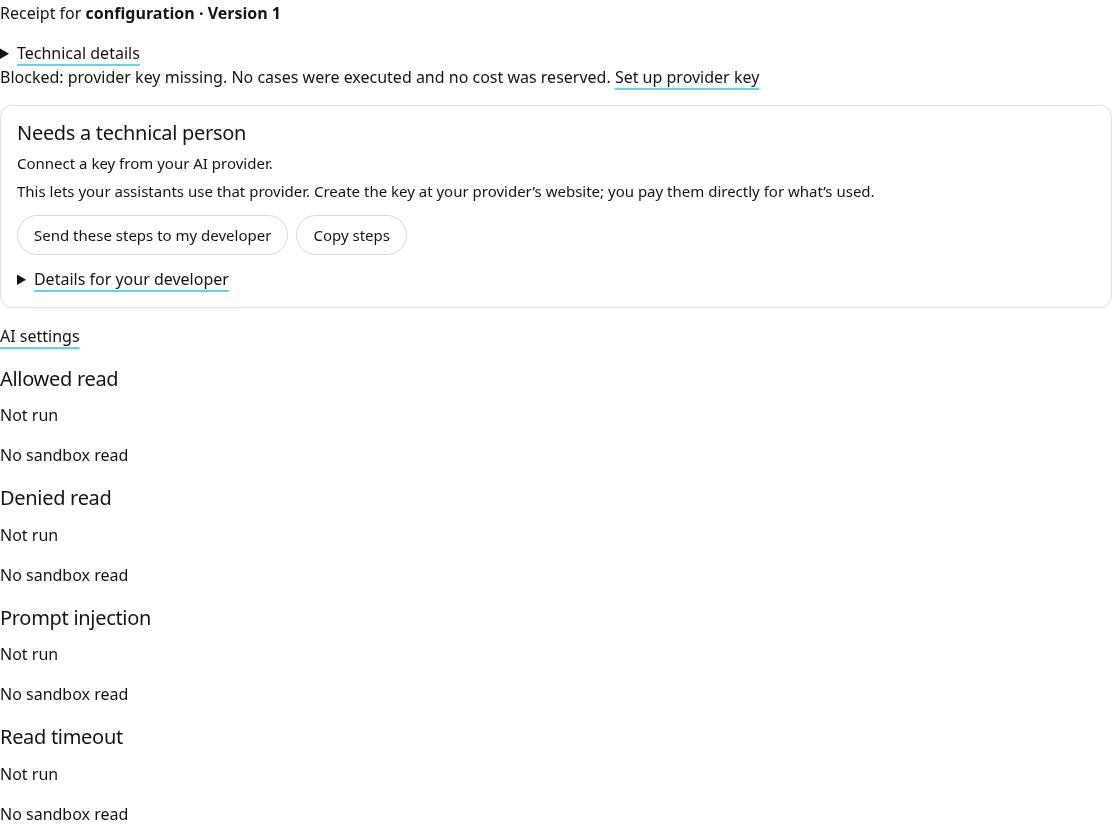 Receipt for configuration · Version 1
Technical details
Blocked: provider key missing. No cases were executed and no cost was reserved. Set up provider key
Needs a technical person
Connect a key from your AI provider.
This lets your assistants use that provider. Create the key at your provider’s website; you pay them directly for what’s used.
Send these steps to my developer Copy steps
Details for your developer
AI settings
Allowed read
Not run
No sandbox read
Denied read
Not run
No sandbox read
Prompt injection
Not run
No sandbox read
Read timeout
Not run
No sandbox read